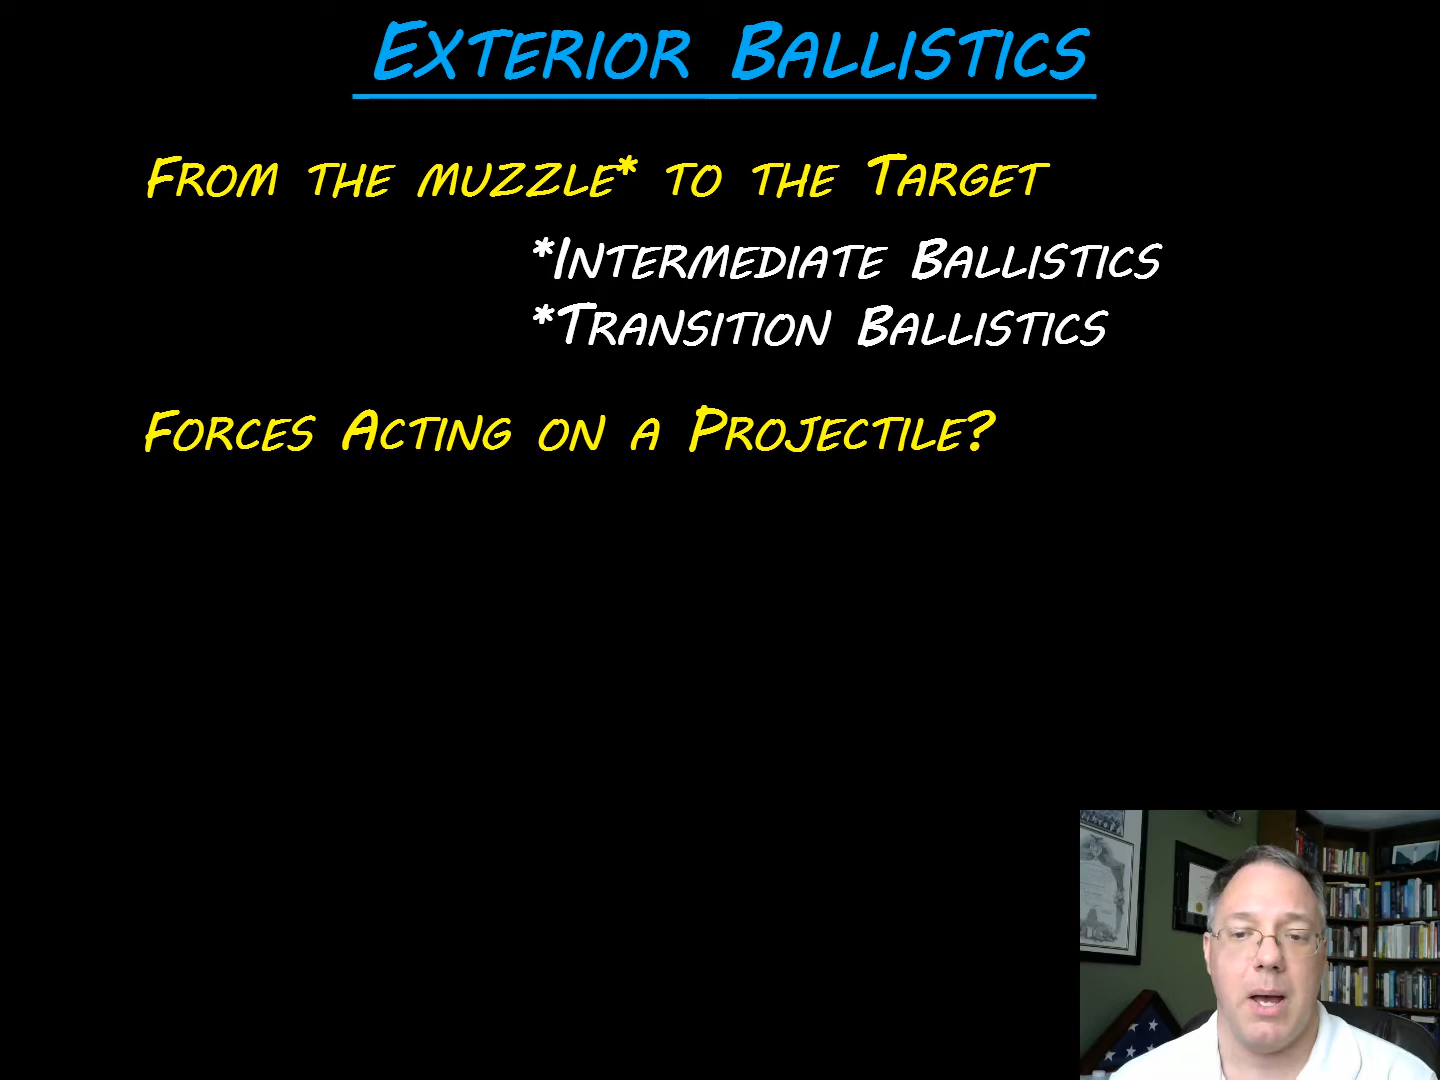 EXTERIOR BALLISTICS
FROM THE MUZZLE* TO THE TARGET
*INTERMEDIATE BALLISTICS
*TRANSITION BALLISTICS
FORCES ACTING ON A PROJECTILE?